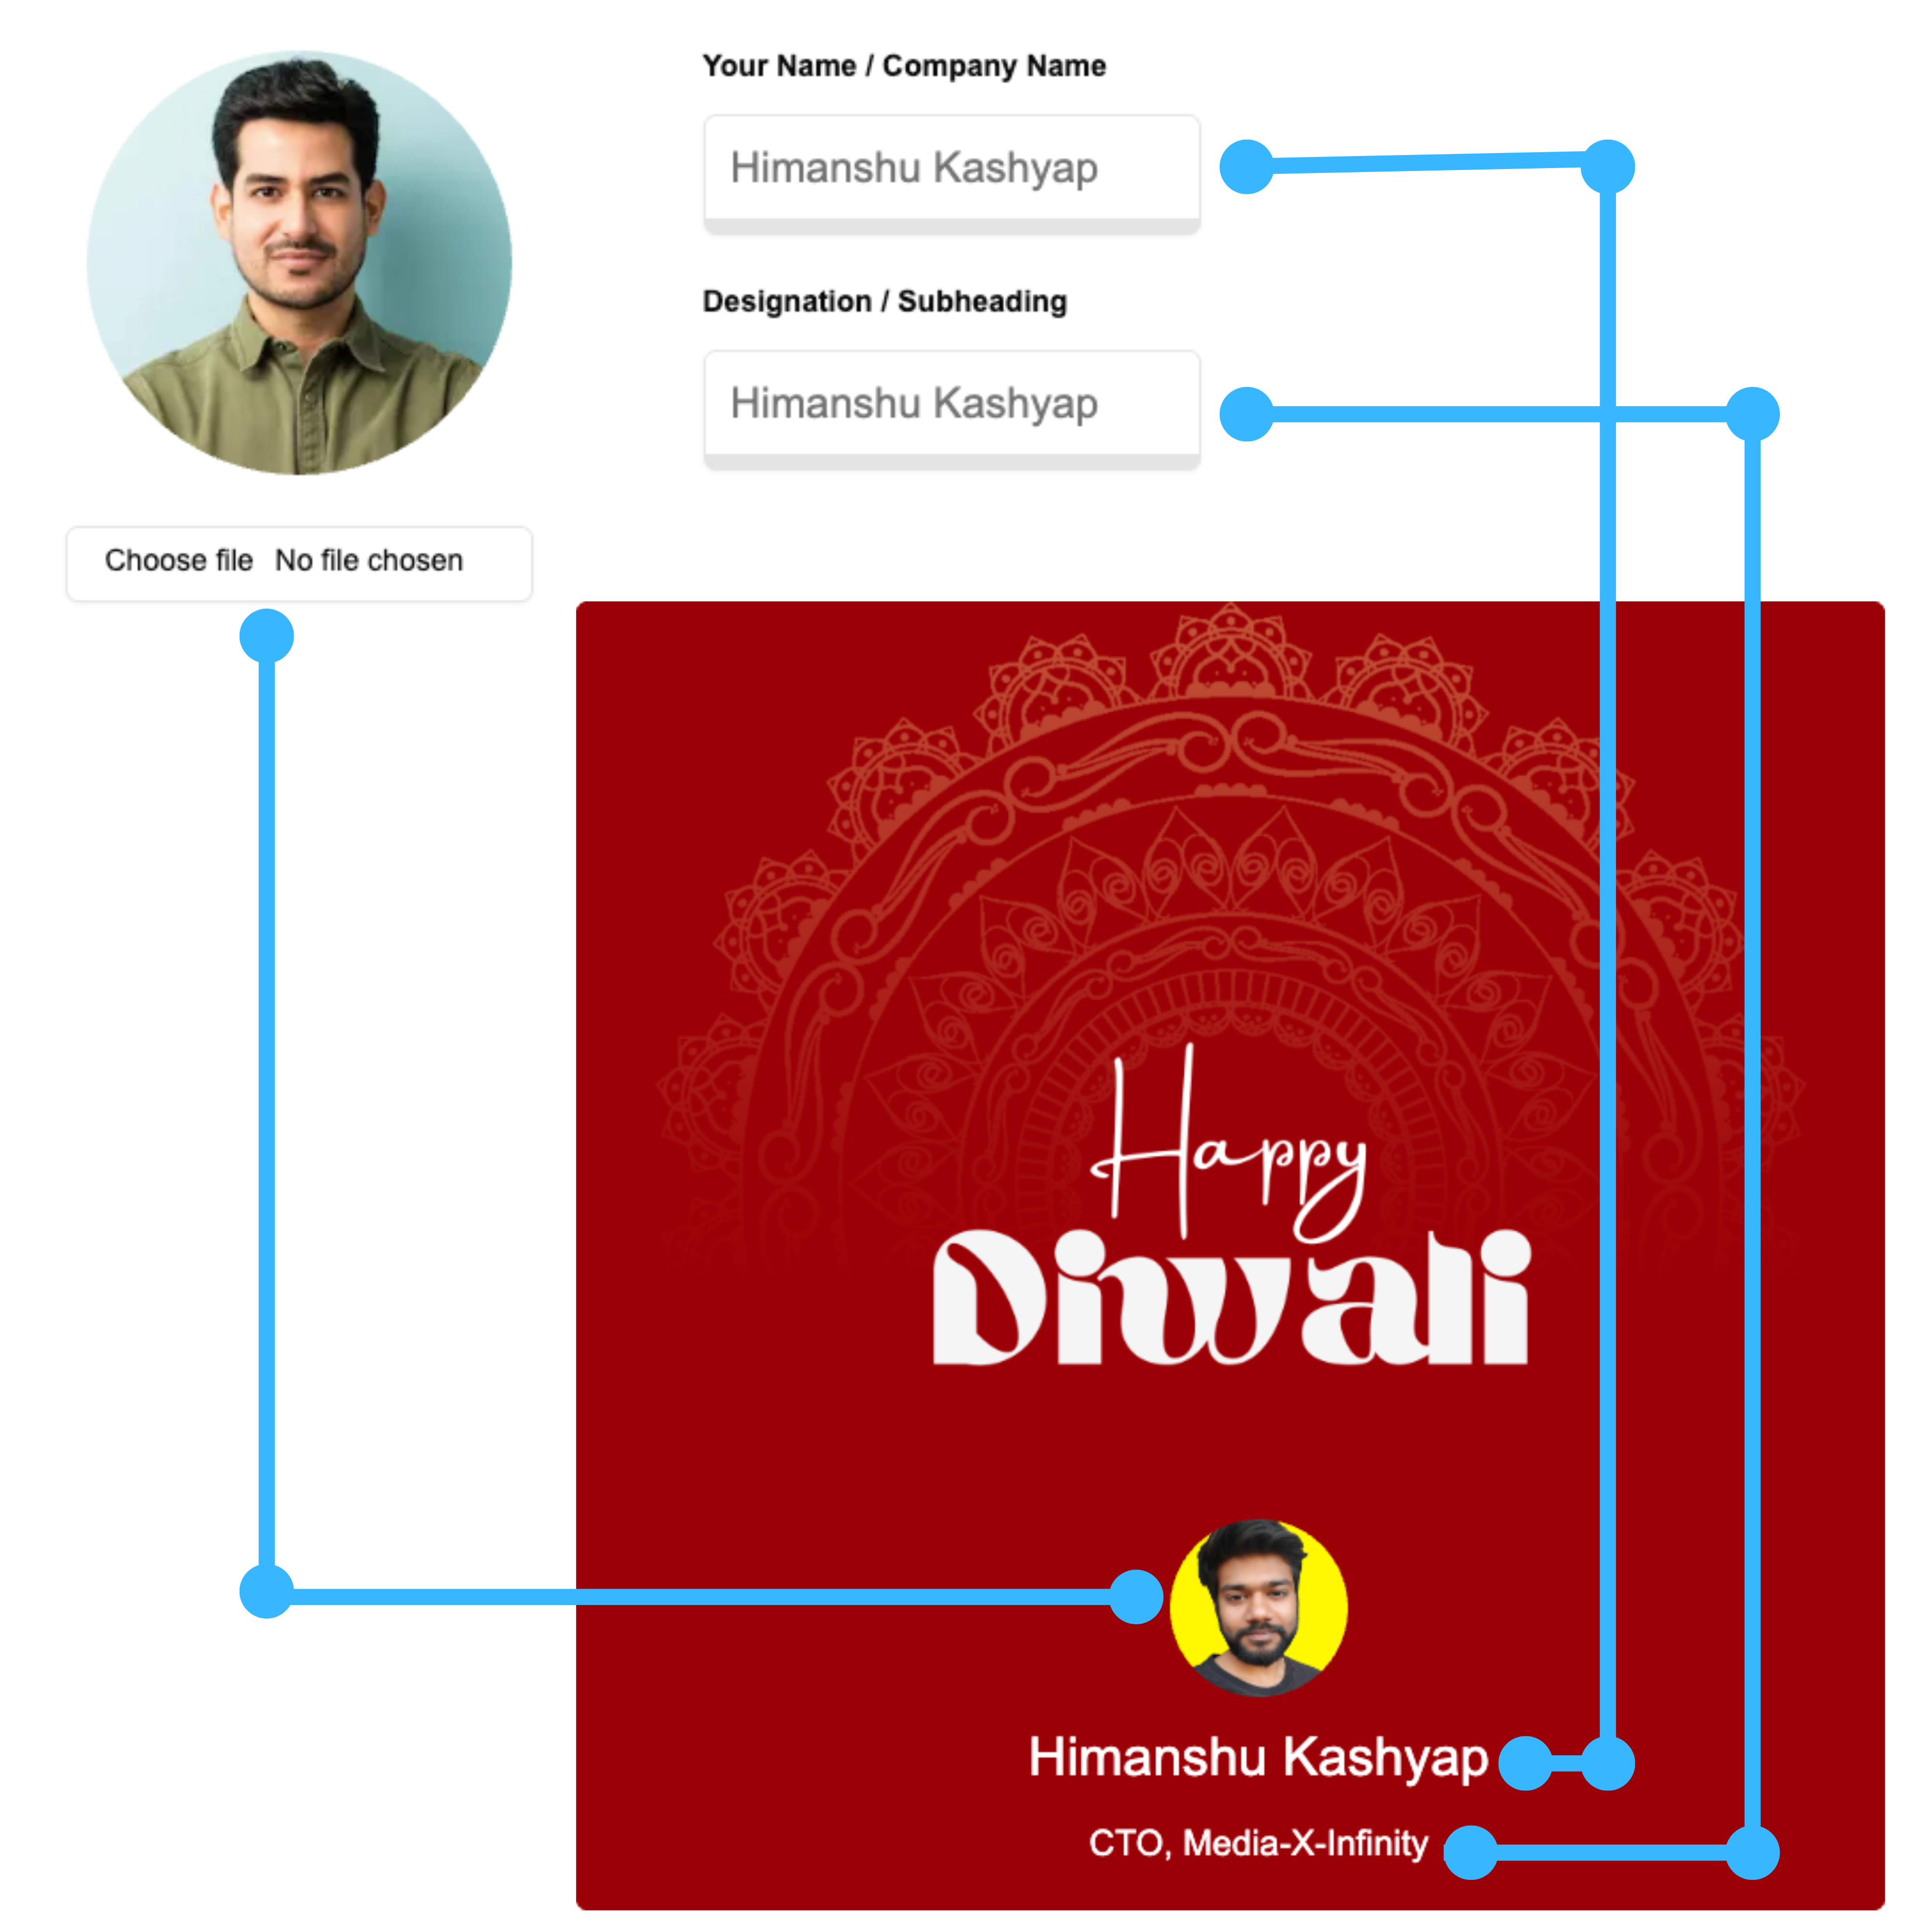 Your Name / Company Name
Himanshu Kashyap
Designation / Subheading
Himanshu Kashyap
Choose file No file chosen
Happy
Diwali
Himanshu Kashyap
CTO, Media-X-Infinity